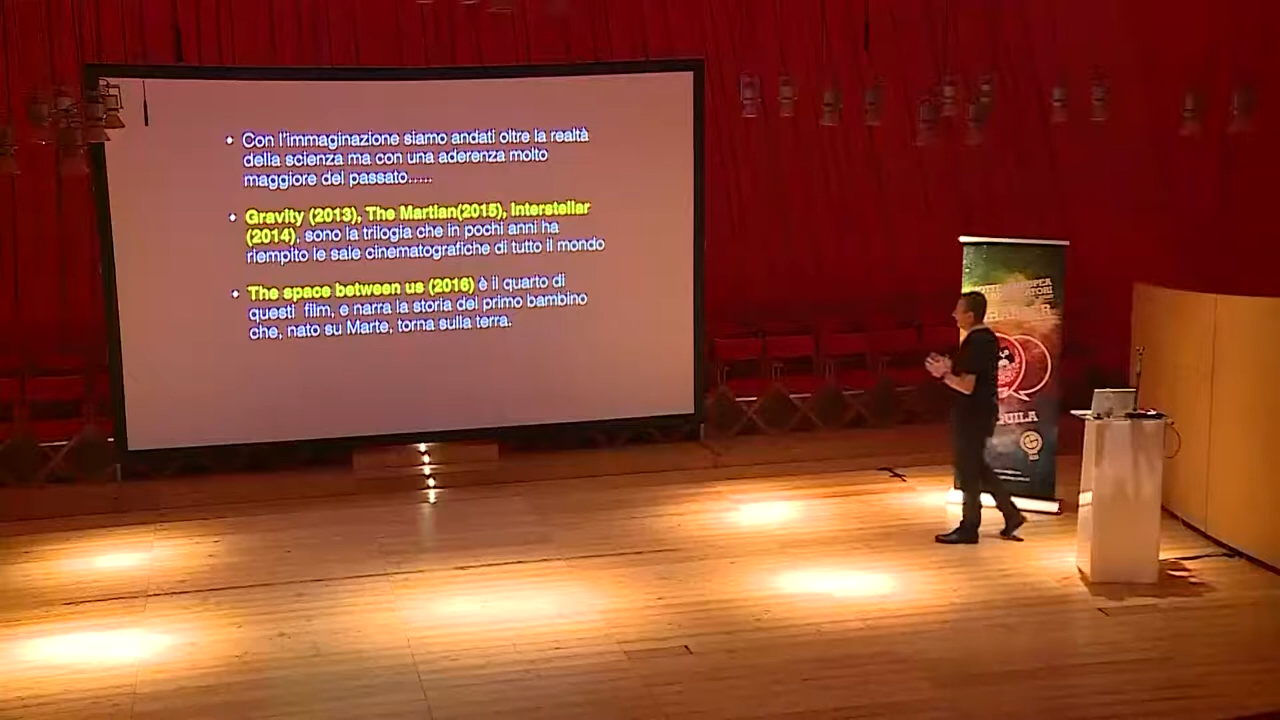 • Con l'immaginazione siamo andati oltre la realtà
della scienza ma con una aderenza molto
maggiore del passato.....
• Gravity (2013), The Martian(2015), Interstellar
(2014), sono la trilogia che in pochi anni ha
riempito le sale cinematografiche di tutto il mondo
• The space between us (2016) è il quarto di
questi film, e narra la storia del primo bambino
che, nato su Marte, torna sulla terra.